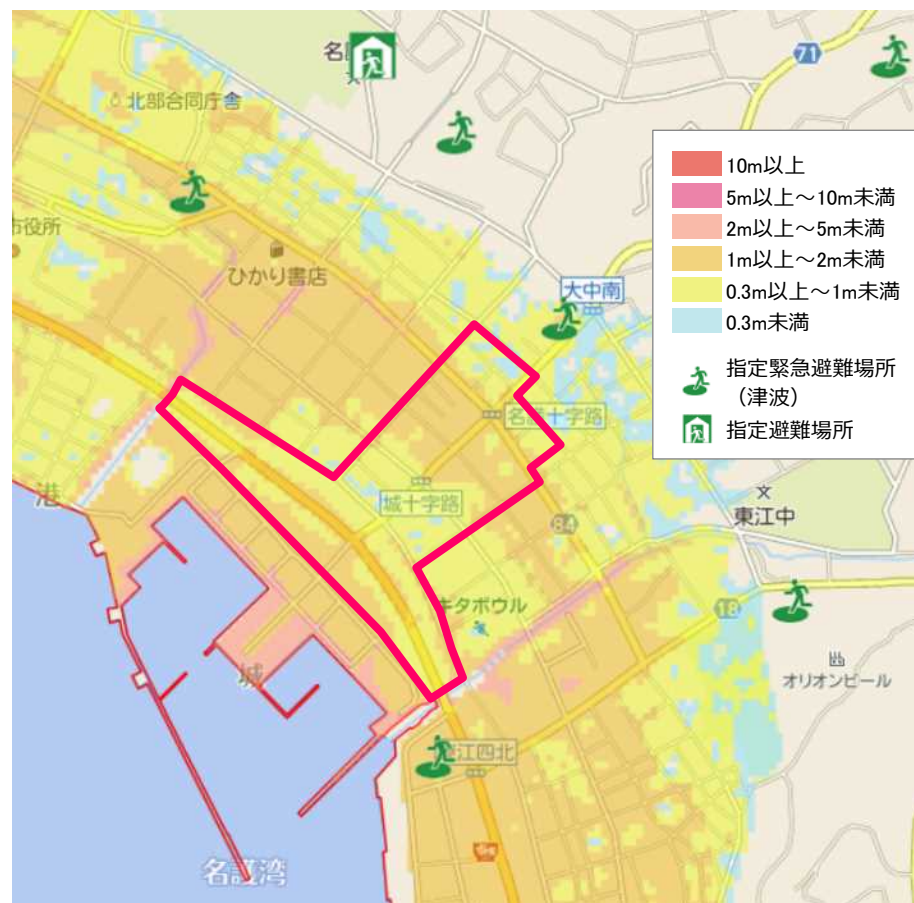 名
71
北部合同庁舎
10m以上
5m以上～10m未満
2m以上～5m未満
1m以上～2m未満
0.3m以上～1m未満
0.3m未満
指定緊急避難場所
（津波）
指定避難場所
市役所
ひかり書店
大中南
名護十字路
港
城十字路
84
東江中
キタボウル
18
オリオンビール
城
江四北
名護湾